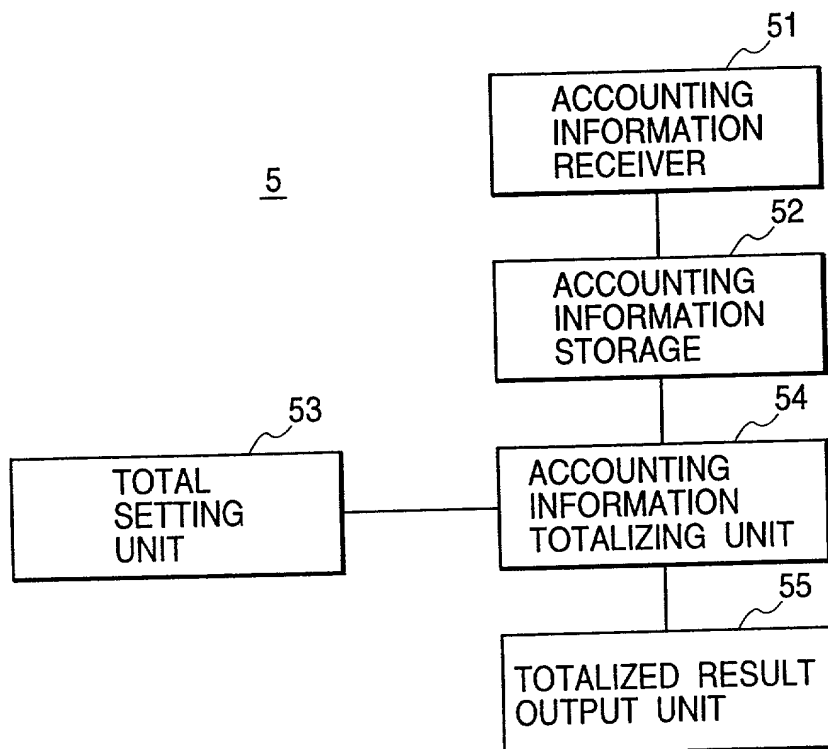 51
ACCOUNTING
INFORMATION
RECEIVER
5
52
ACCOUNTING
INFORMATION
STORAGE
53
TOTAL
SETTING
UNIT
54
ACCOUNTING
INFORMATION
TOTALIZING UNIT
55
TOTALIZED RESULT
OUTPUT UNIT